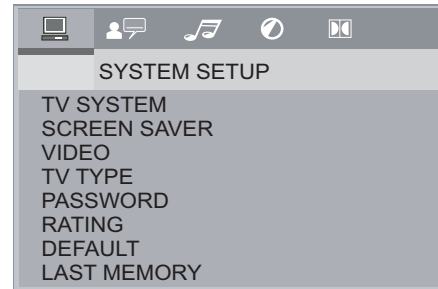 SYSTEM SETUP
TV SYSTEM
SCREEN SAVER
VIDEO
TV TYPE
PASSWORD
RATING
DEFAULT
LAST MEMORY